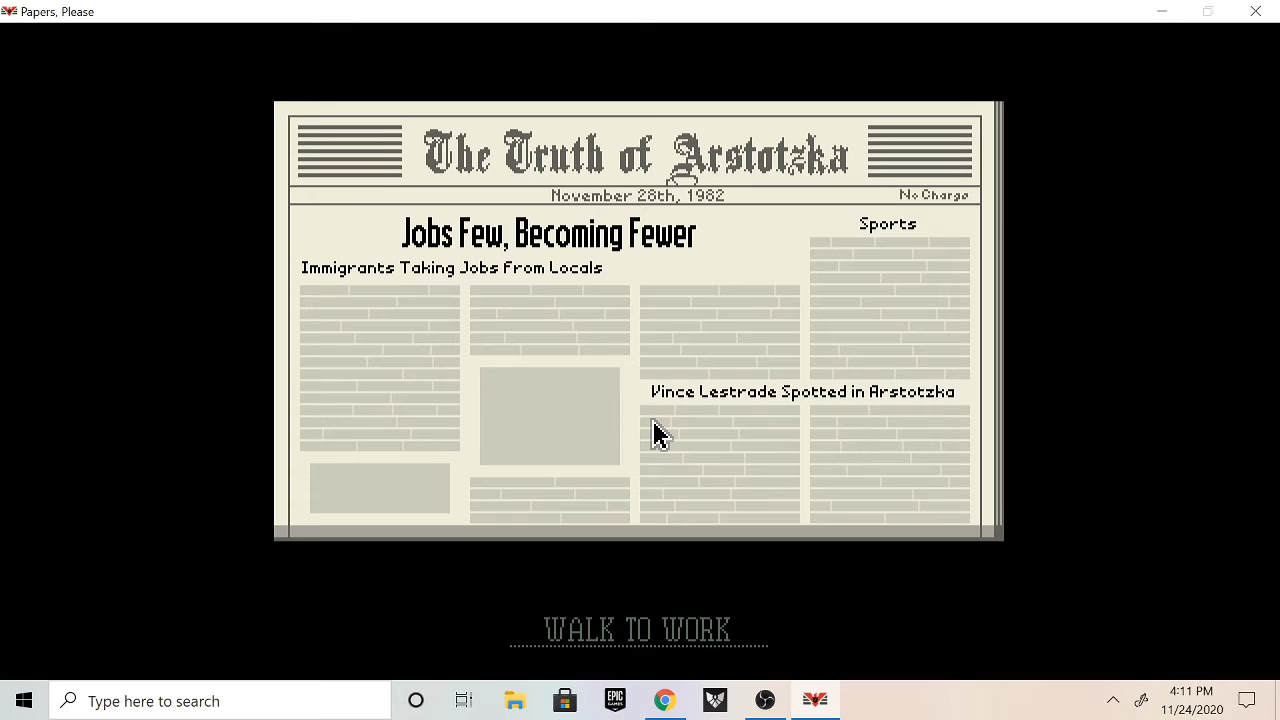 Papers, Please
The Truth of Arstotzka
November 28th, 1982
No Charge
Jobs Few, Becoming Fewer
Immigrants Taking Jobs From Locals
Sports
Vince Lestrade Spotted in Arstotzka
WALK TO WORK
Type here to search
EPIC
GAMES
4:11 PM
11/24/2020